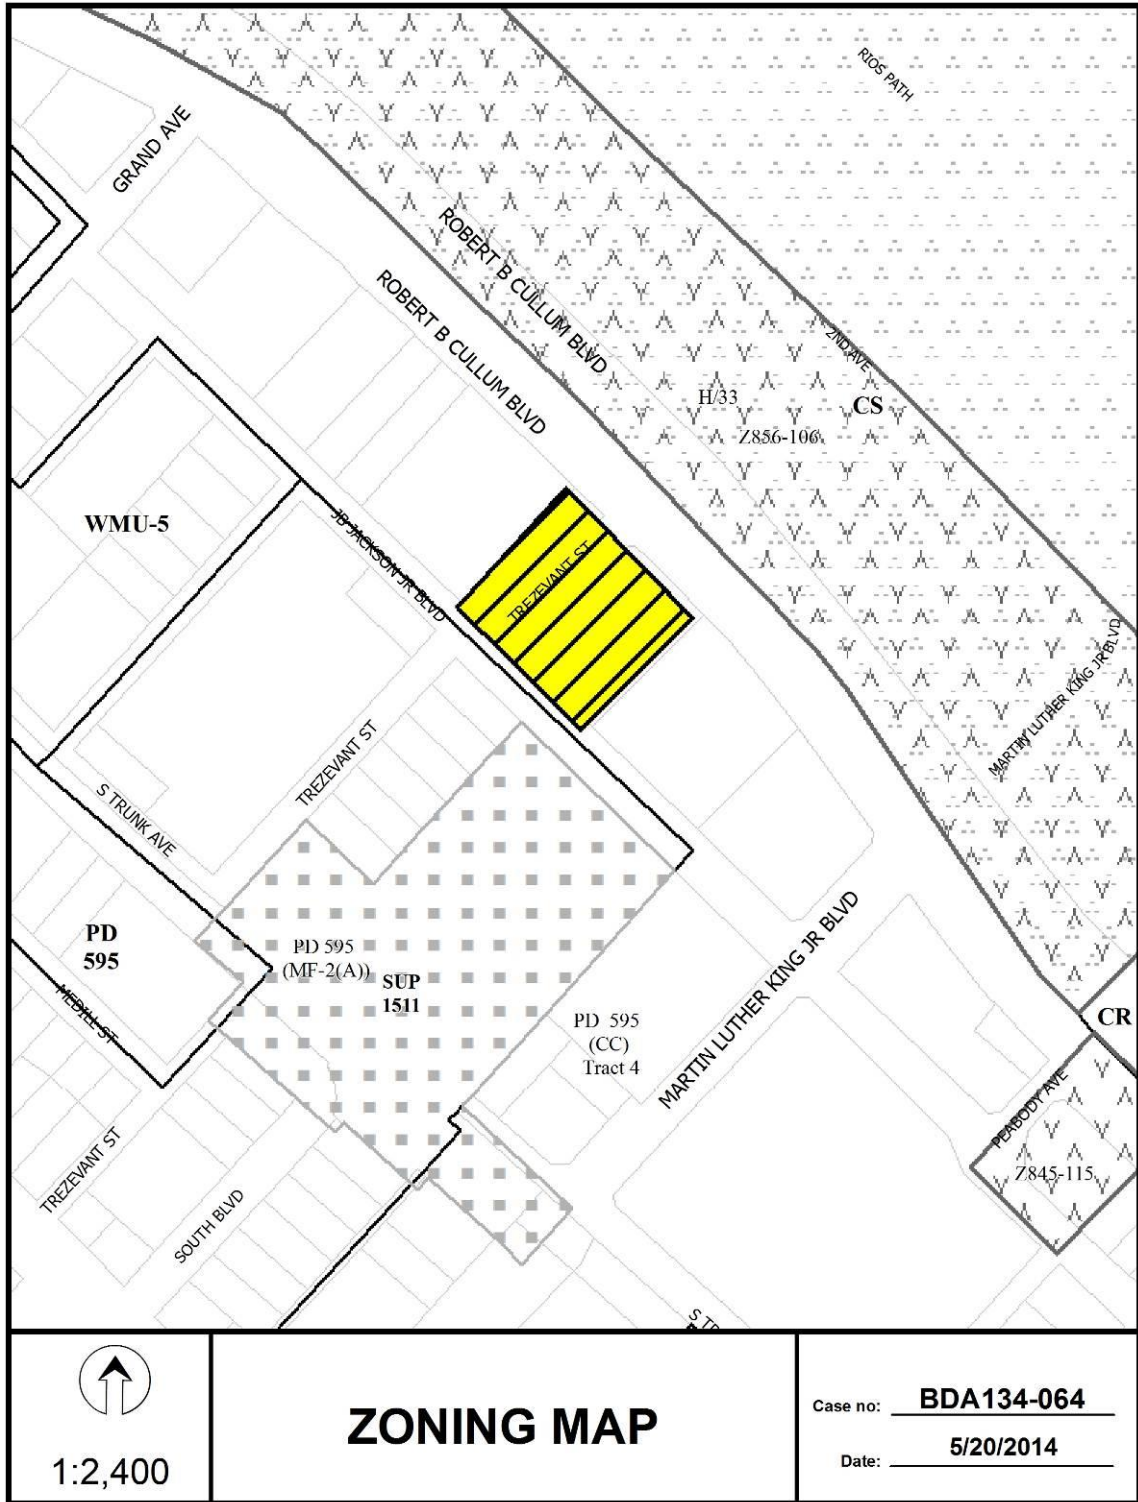 RIOS PATH
GRAND AVE
ROBERT B CULLUM BLVD
ROBERT B CULLUM BLVD
2ND AVE
H/33
CS
Z856-106
WMU-5
JB JACKSON JR BLVD
TREZEVANT ST
MARTIN LUTHER KING JR BLVD
TREZEVANT ST
S TRUNK AVE
PD
595
PD 595
(MF-2(A))
SUP
1511
MARTIN LUTHER KING JR BLVD
MEDILL ST
PD 595
(CC)
Tract 4
CR
PEABODY AVE
Z845-115
TREZEVANT ST
SOUTH BLVD
1:2,400
ZONING MAP
Case no: BDA134-064
Date: 5/20/2014